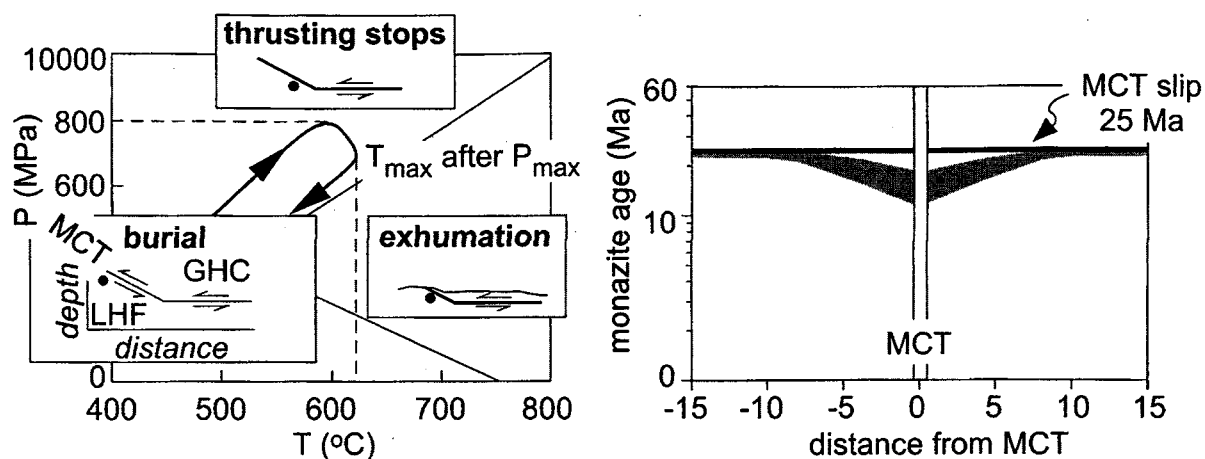 thrusting stops
10000
800
600
0
P (MPa)
T_max after P_max
MCT
burial
GHC
LHF
depth
distance
exhumation
400
500
600
700
800
T (°C)
60
10
0
monazite age (Ma)
MCT slip
25 Ma
MCT
-15
-10
-5
0
5
10
15
distance from MCT